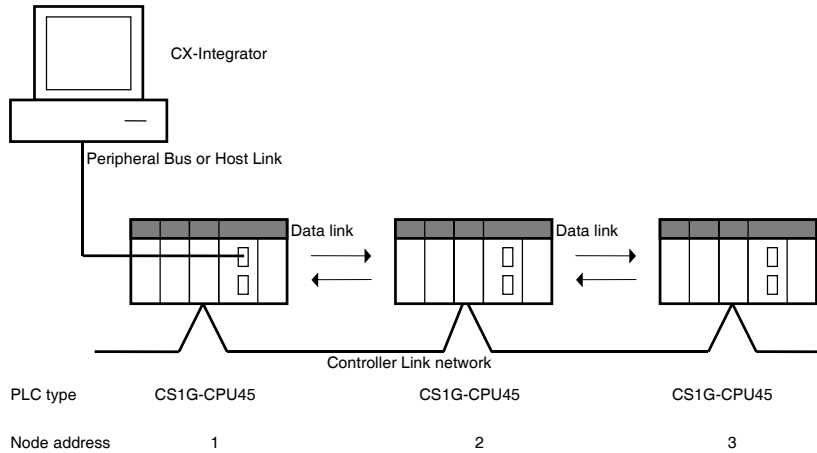 CX-Integrator
Peripheral Bus or Host Link
Data link
Data link
Controller Link network
PLC type CS1G-CPU45 CS1G-CPU45 CS1G-CPU45
Node address 1 2 3